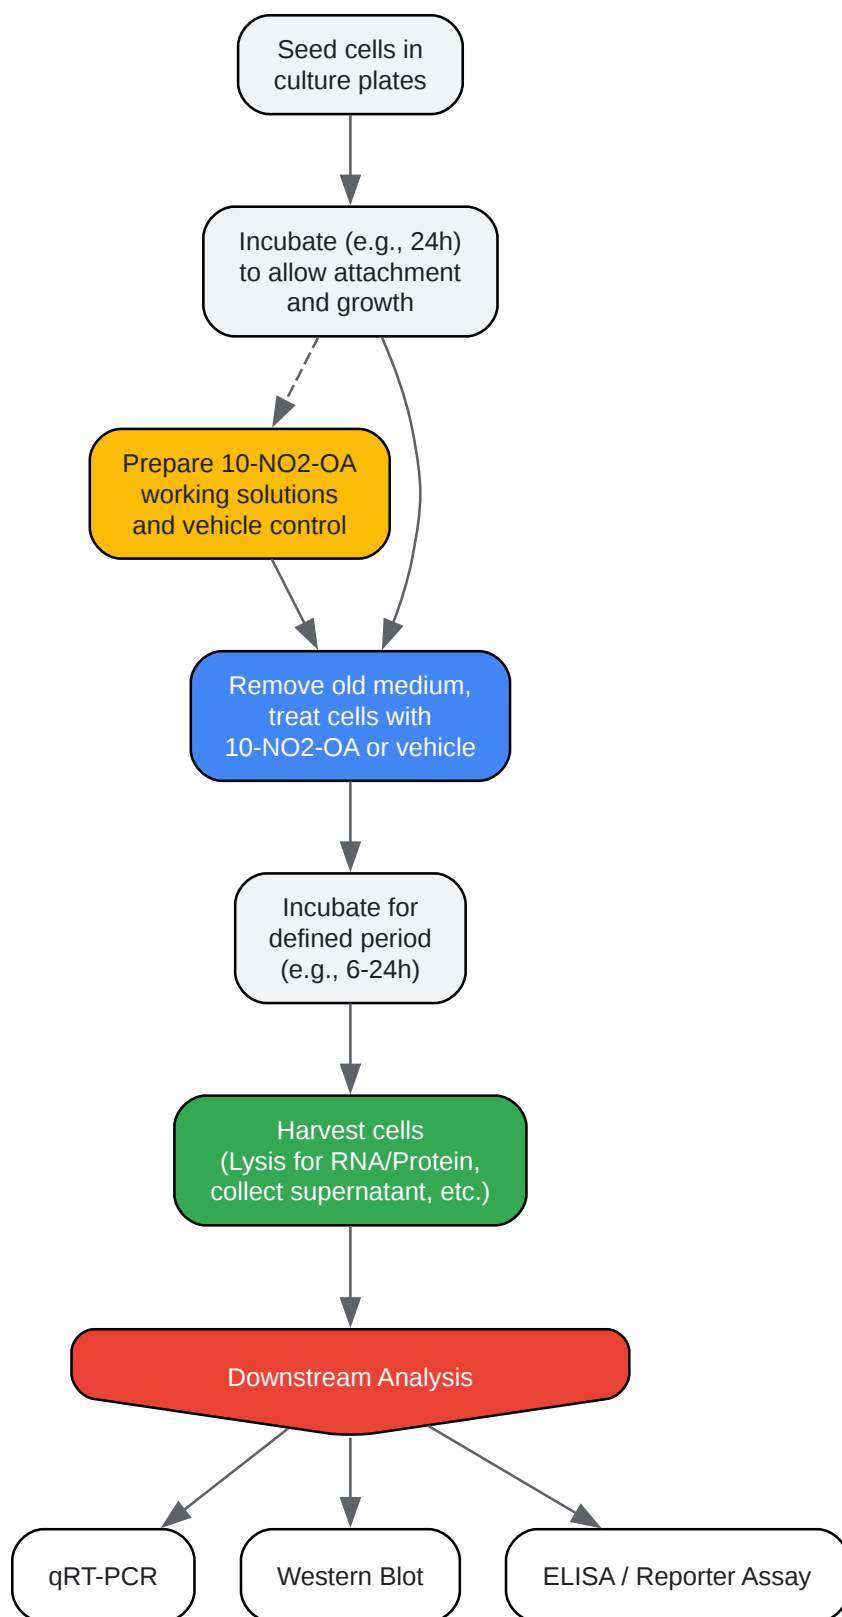 Seed cells in
culture plates
Incubate (e.g., 24h)
to allow attachment
and growth
Prepare 10-NO2-OA
working solutions
and vehicle control
Remove old medium,
treat cells with
10-NO2-OA or vehicle
Incubate for
defined period
(e.g., 6-24h)
Harvest cells
(Lysis for RNA/Protein,
collect supernatant, etc.)
Downstream Analysis
qRT-PCR
Western Blot
ELISA / Reporter Assay